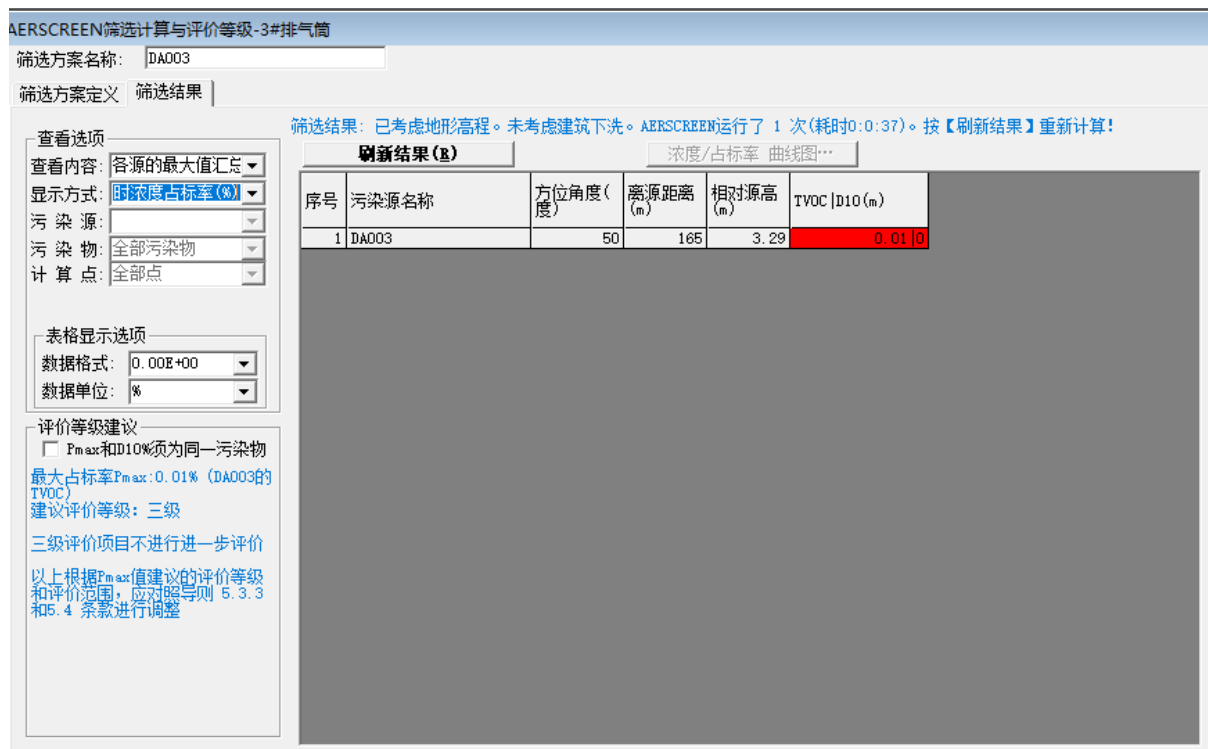 AERSCREEN筛选计算与评价等级-3#排气筒
筛选方案名称: DA003
筛选方案定义 筛选结果
筛选结果: 已考虑地形高程。未考虑建筑下洗。AERSCREEN运行了 1 次(耗时0:0:37)。按【刷新结果】重新计算!
查看选项
查看内容: 各源的最大值汇总
显示方式: 时浓度占标率(%)
污 染 源:
污 染 物: 全部污染物
计 算 点: 全部点
表格显示选项
数据格式: 0.00E+00
数据单位: %
评价等级建议
Pmax和D10%须为同一污染物
最大占标率Pmax:0.01% (DA003的
TVOC)
建议评价等级: 三级
三级评价项目不进行进一步评价
以上根据Pmax值建议的评价等级
和评价范围,应对照导则 5.3.3
和5.4 条款进行调整
刷新结果(R) 浓度/占标率 曲线图…
序号 污染源名称 方位角度(度) 离源距离(m) 相对源高(m) TVOC|D10(m)
1 DA003 50 165 3.29 0.01|0